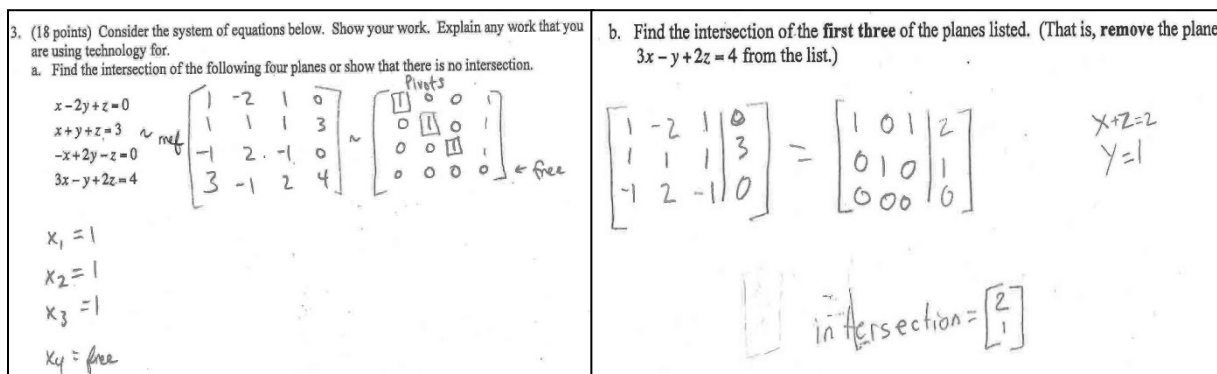 3. (18 points) Consider the system of equations below. Show your work. Explain any work that you
are using technology for.
a. Find the intersection of the following four planes or show that there is no intersection.
Pivots
x – 2y + z = 0
x + y + z = 3
–x + 2y – z = 0
3x – y + 2z = 4
~ rref
1 -2 1 0
1 1 1 3
-1 2 -1 0
3 -1 2 4
~
1 0 0 1
0 1 0 1
0 0 1 1
0 0 0 0 ← free
x₁ = 1
x₂ = 1
x₃ = 1
x₄ = free
b. Find the intersection of the first three of the planes listed. (That is, remove the plane
3x – y + 2z = 4 from the list.)
1 -2 1 | 0
1 1 1 | 3
-1 2 -1 | 0
=
1 0 1 | 2
0 1 0 | 1
0 0 0 | 0
x+z=2
y=1
intersection = [2
1]